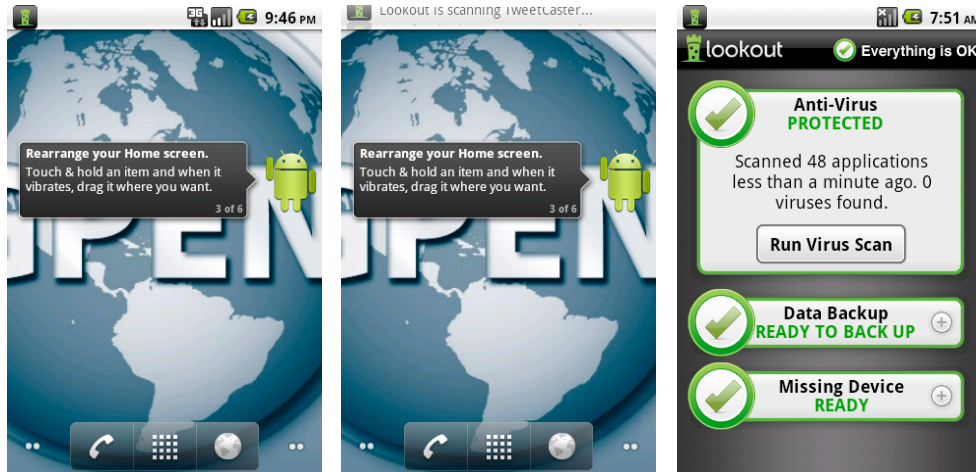 3G
9:46 PM
Rearrange your Home screen.
Touch & hold an item and when it
vibrates, drag it where you want.
3 of 6
OPEN
Lookout is scanning TweetCaster...
Rearrange your Home screen.
Touch & hold an item and when it
vibrates, drag it where you want.
3 of 6
OPEN
7:51 AM
lookout
Everything is OK
Anti-Virus
PROTECTED
Scanned 48 applications
less than a minute ago. 0
viruses found.
Run Virus Scan
Data Backup
READY TO BACK UP
Missing Device
READY